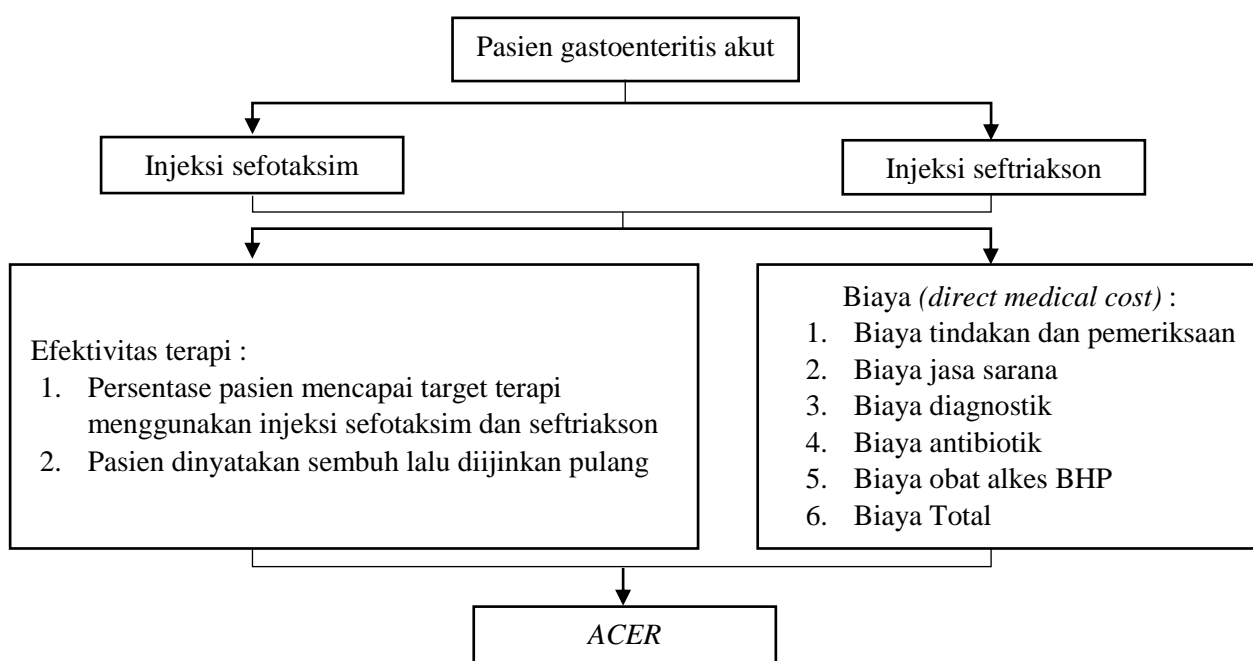 Pasien gastoenteritis akut
Injeksi sefotaksim
Injeksi seftriakson
Efektivitas terapi :
1. Persentase pasien mencapai target terapi
menggunakan injeksi sefotaksim dan seftriakson
2. Pasien dinyatakan sembuh lalu diijinkan pulang
Biaya (direct medical cost) :
1. Biaya tindakan dan pemeriksaan
2. Biaya jasa sarana
3. Biaya diagnostik
4. Biaya antibiotik
5. Biaya obat alkes BHP
6. Biaya Total
ACER